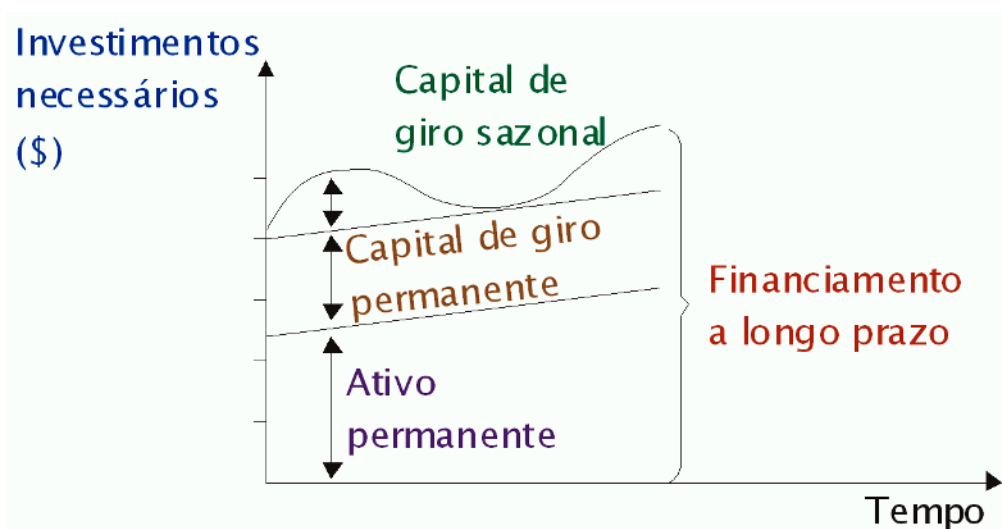 Investimentos
necessários
($)
Capital de
giro sazonal
Capital de giro
permanente
Financiamento
a longo prazo
Ativo
permanente
Tempo